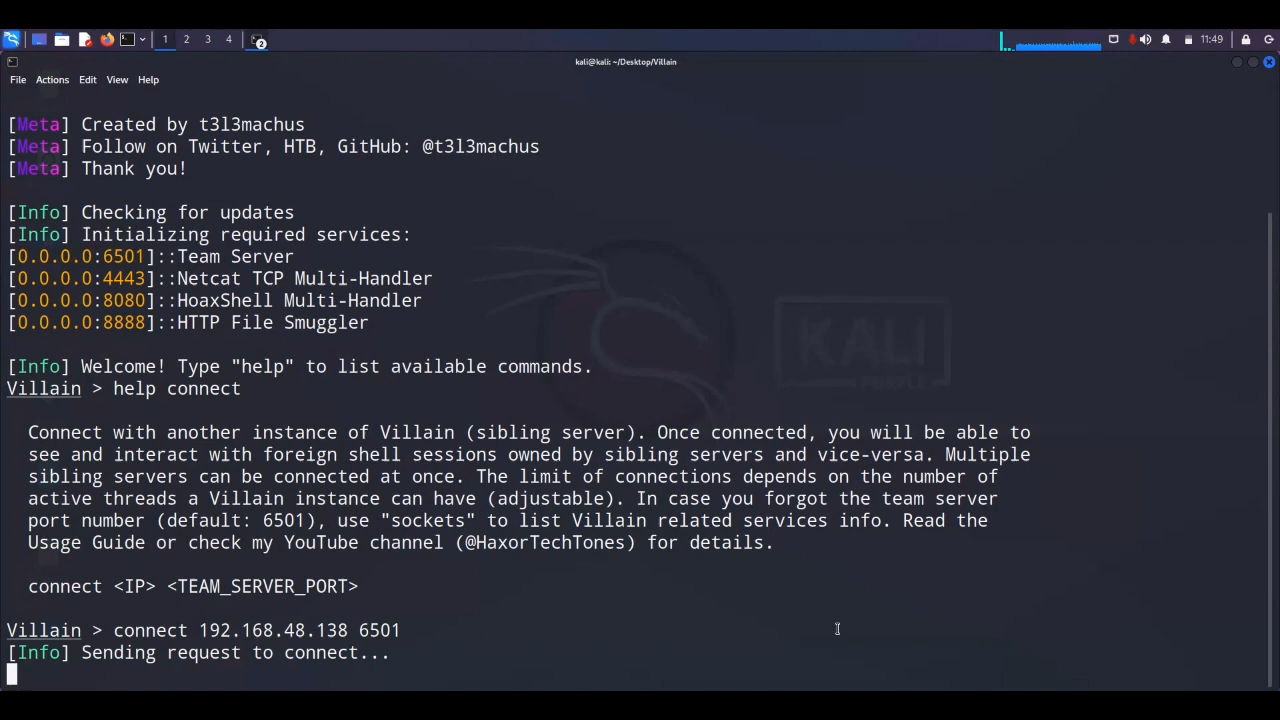 1 2 3 4 2 11:49
kali@kali: ~/Desktop/Villain
File Actions Edit View Help
[Meta] Created by t3l3machus
[Meta] Follow on Twitter, HTB, GitHub: @t3l3machus
[Meta] Thank you!
[Info] Checking for updates
[Info] Initializing required services:
[0.0.0.0:6501]::Team Server
[0.0.0.0:4443]::Netcat TCP Multi-Handler
[0.0.0.0:8080]::HoaxShell Multi-Handler
[0.0.0.0:8888]::HTTP File Smuggler
[Info] Welcome! Type "help" to list available commands.
Villain > help connect
Connect with another instance of Villain (sibling server). Once connected, you will be able to
see and interact with foreign shell sessions owned by sibling servers and vice-versa. Multiple
sibling servers can be connected at once. The limit of connections depends on the number of
active threads a Villain instance can have (adjustable). In case you forgot the team server
port number (default: 6501), use "sockets" to list Villain related services info. Read the
Usage Guide or check my YouTube channel (@HaxorTechTones) for details.
connect <IP> <TEAM_SERVER_PORT>
Villain > connect 192.168.48.138 6501
[Info] Sending request to connect...
KALI
PURPLE